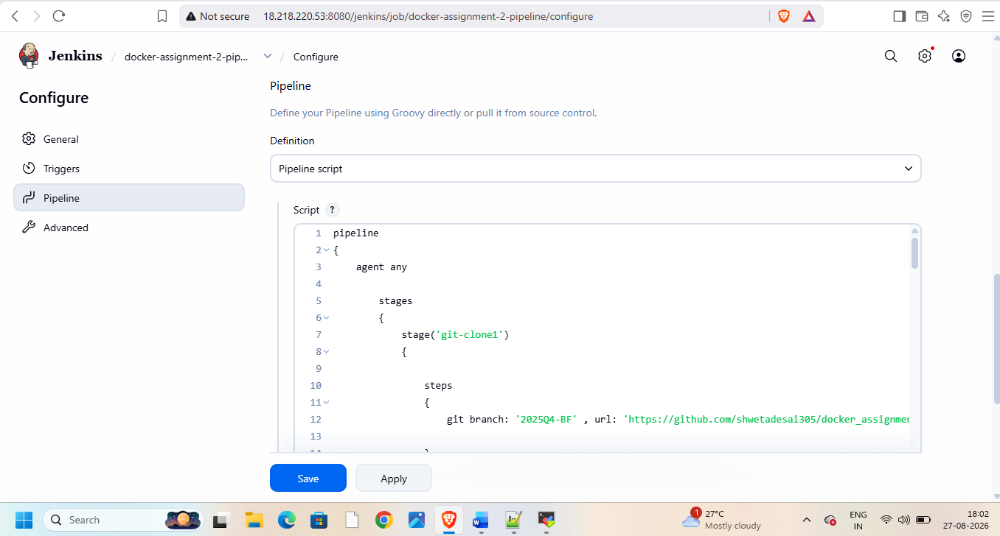 Not secure 18.218.220.53:8080/jenkins/job/docker-assignment-2-pipeline/configure
Jenkins / docker-assignment-2-pip... / Configure
Configure
General
Triggers
Pipeline
Advanced
Pipeline
Define your Pipeline using Groovy directly or pull it from source control.
Definition
Pipeline script
Script ?
1 pipeline
2 {
3 agent any
4
5 stages
6 {
7 stage('git-clone1')
8 {
9
10 steps
11 {
12 git branch: '2025Q4-BF' , url: 'https://github.com/shwetadesai305/docker_assignmen
13
14 }
Save Apply
Search
1 27°C
Mostly cloudy
ENG
IN
18:02
27-08-2026